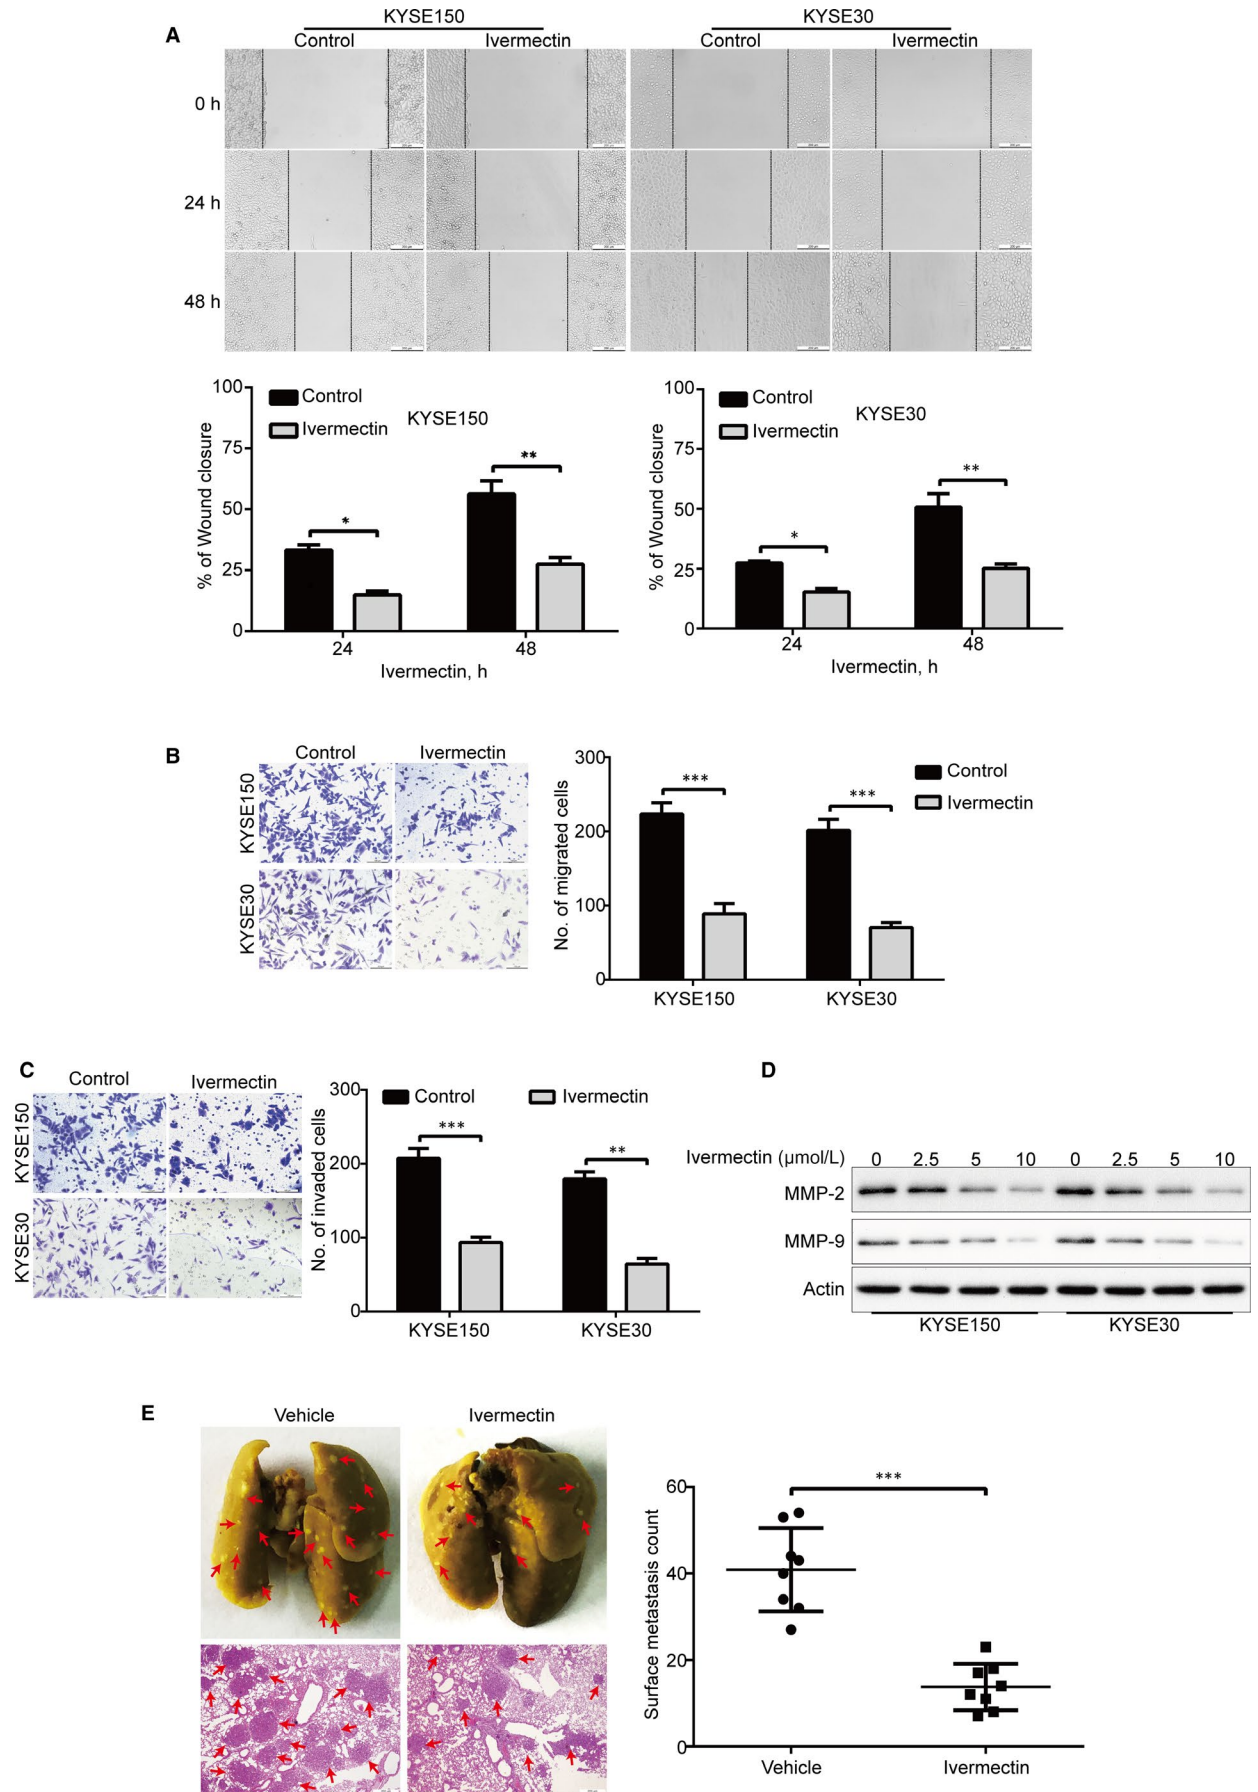 KYSE150 KYSE30
A
Control Ivermectin Control Ivermectin
0 h
24 h
48 h
100
75
50
25
0
% of Wound closure
Control
Ivermectin
KYSE150
*
**
24 48
Ivermectin, h
100
75
50
25
0
% of Wound closure
Control
Ivermectin
KYSE30
*
**
24 48
Ivermectin, h
B
Control Ivermectin
KYSE150
KYSE30
300
200
100
0
No. of migrated cells
***
***
Control
Ivermectin
KYSE150 KYSE30
C
Control Ivermectin
KYSE150
KYSE30
300
200
100
0
No. of invaded cells
Control Ivermectin
***
**
KYSE150 KYSE30
D
Ivermectin (μmol/L) 0 2.5 5 10 0 2.5 5 10
MMP-2
MMP-9
Actin
KYSE150 KYSE30
E
Vehicle Ivermectin
60
40
20
0
Surface metastasis count
***
Vehicle Ivermectin